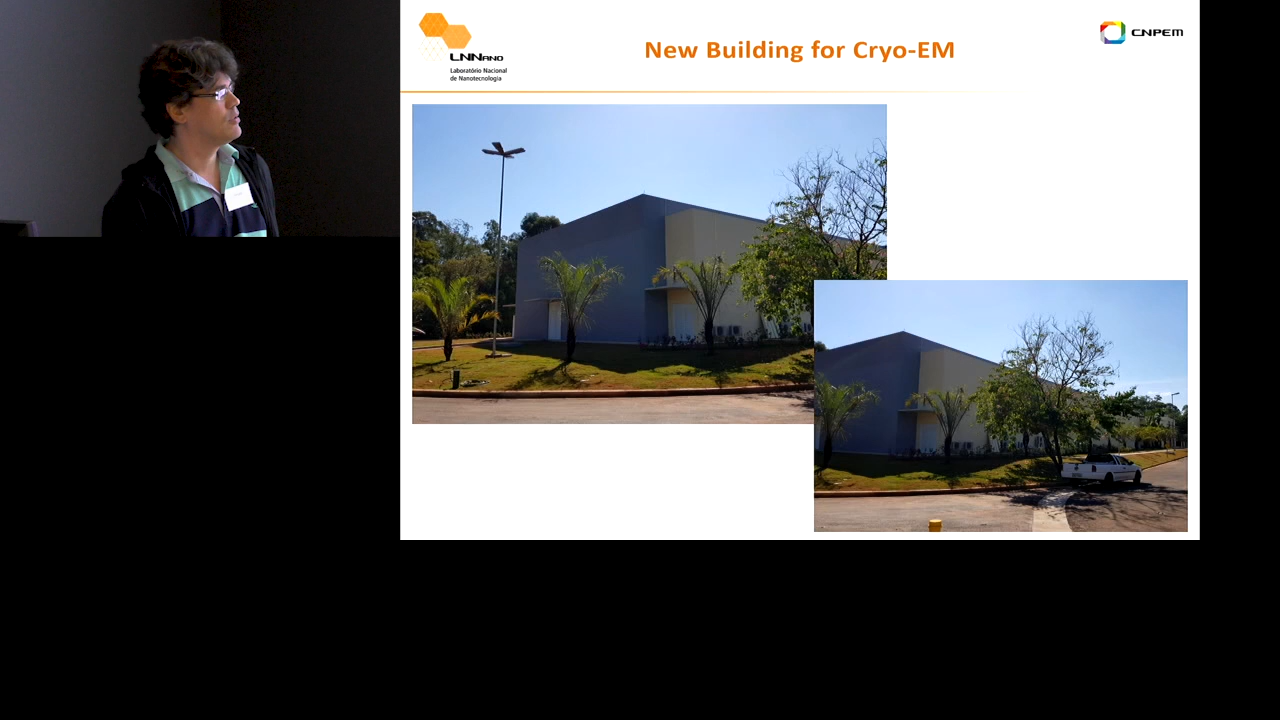 New Building for Cryo-EM
LNNANO
Laboratório Nacional
de Nanotecnologia
CNPEM